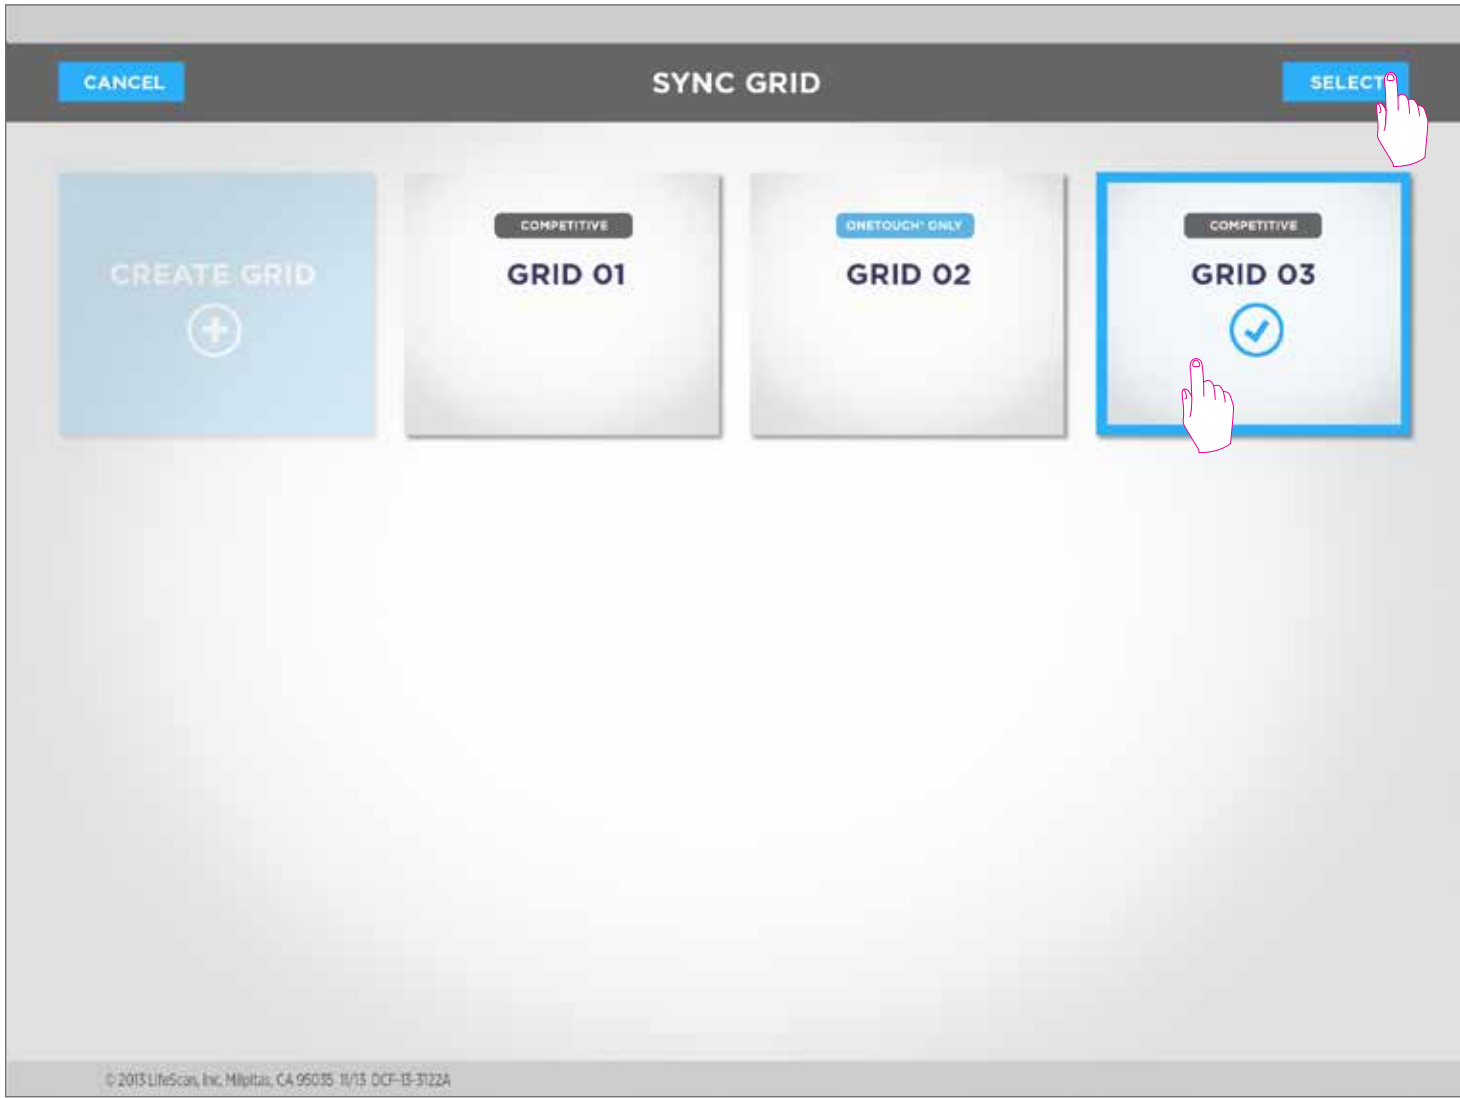 CANCEL
SYNC GRID
SELECT
CREATE GRID
COMPETITIVE
GRID 01
ONETOUCH® ONLY
GRID 02
COMPETITIVE
GRID 03
© 2013 LifeScan, Inc. Milpitas, CA 95035 11/13 DCF-13-3122A